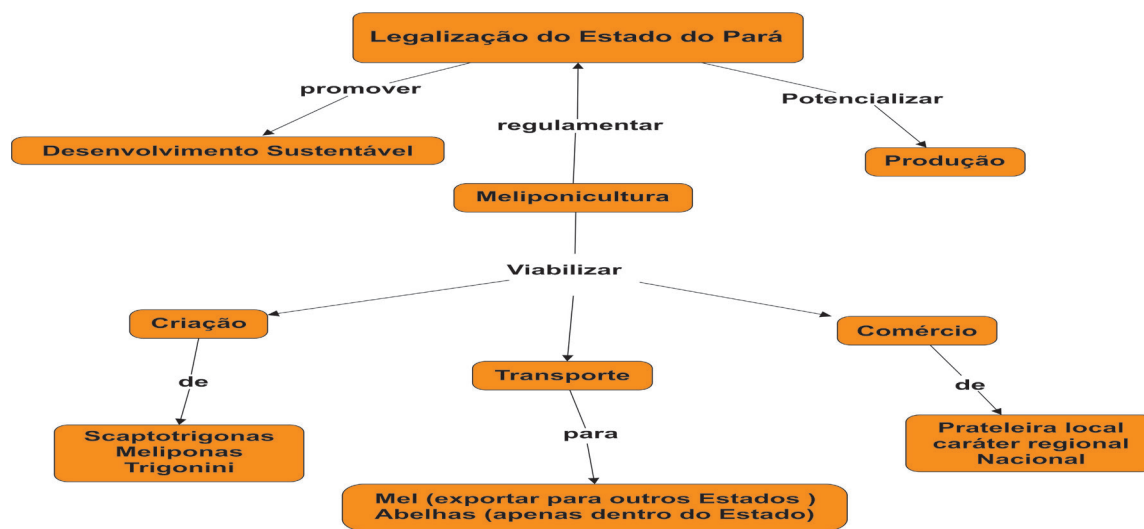 Legalização do Estado do Pará
promover
Potencializar
regulamentar
Desenvolvimento Sustentável
Produção
Meliponicultura
Viabilizar
Criação
Comércio
Transporte
de
de
Scaptotrigonas
Meliponas
Trigonini
para
Prateleira local
caráter regional
Nacional
Mel (exportar para outros Estados )
Abelhas (apenas dentro do Estado)